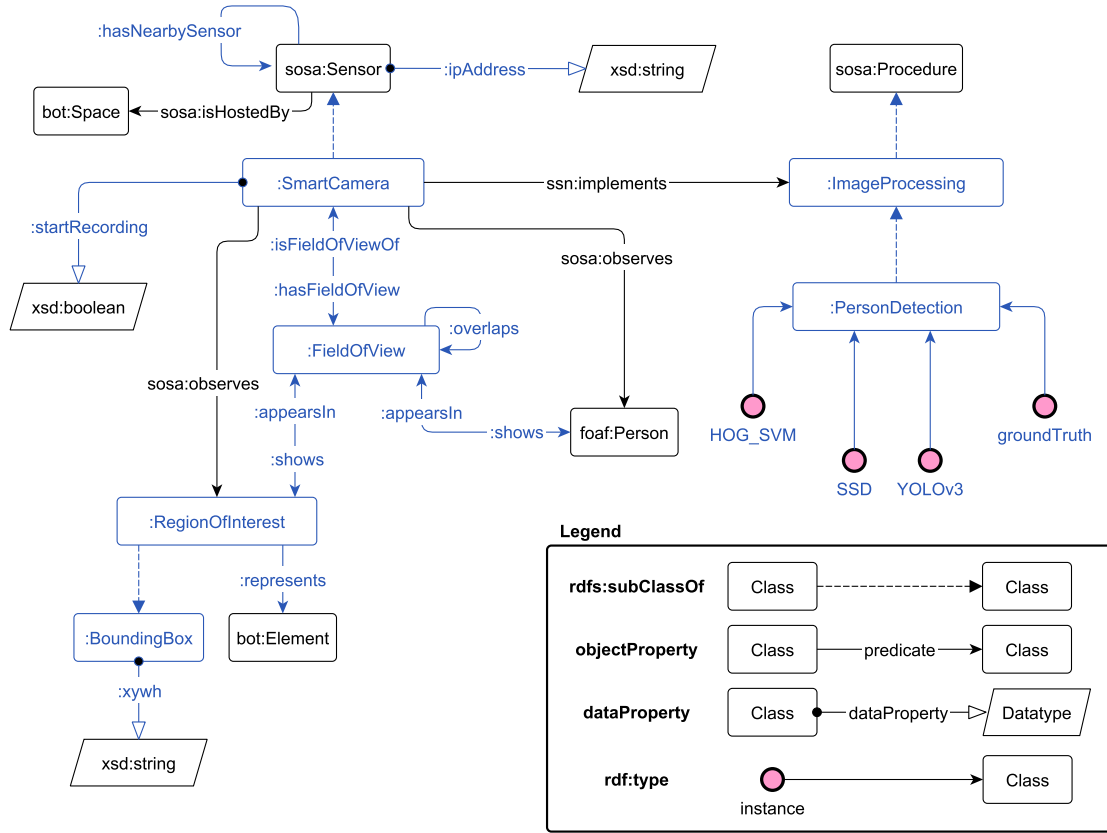 :hasNearbySensor
sosa:Sensor
:ipAddress
xsd:string
sosa:Procedure
bot:Space
sosa:isHostedBy
:SmartCamera
ssn:implements
:ImageProcessing
:startRecording
:isFieldOfViewOf
sosa:observes
:hasFieldOfView
xsd:boolean
:PersonDetection
:overlaps
:FieldOfView
sosa:observes
:appearsIn
:appearsIn
:shows
foaf:Person
HOG_SVM
groundTruth
:shows
SSD
YOLOv3
:RegionOfInterest
Legend
:represents
rdfs:subClassOf
Class
Class
:BoundingBox
bot:Element
objectProperty
Class
predicate
Class
:xywh
dataProperty
Class
dataProperty
Datatype
xsd:string
rdf:type
instance
Class